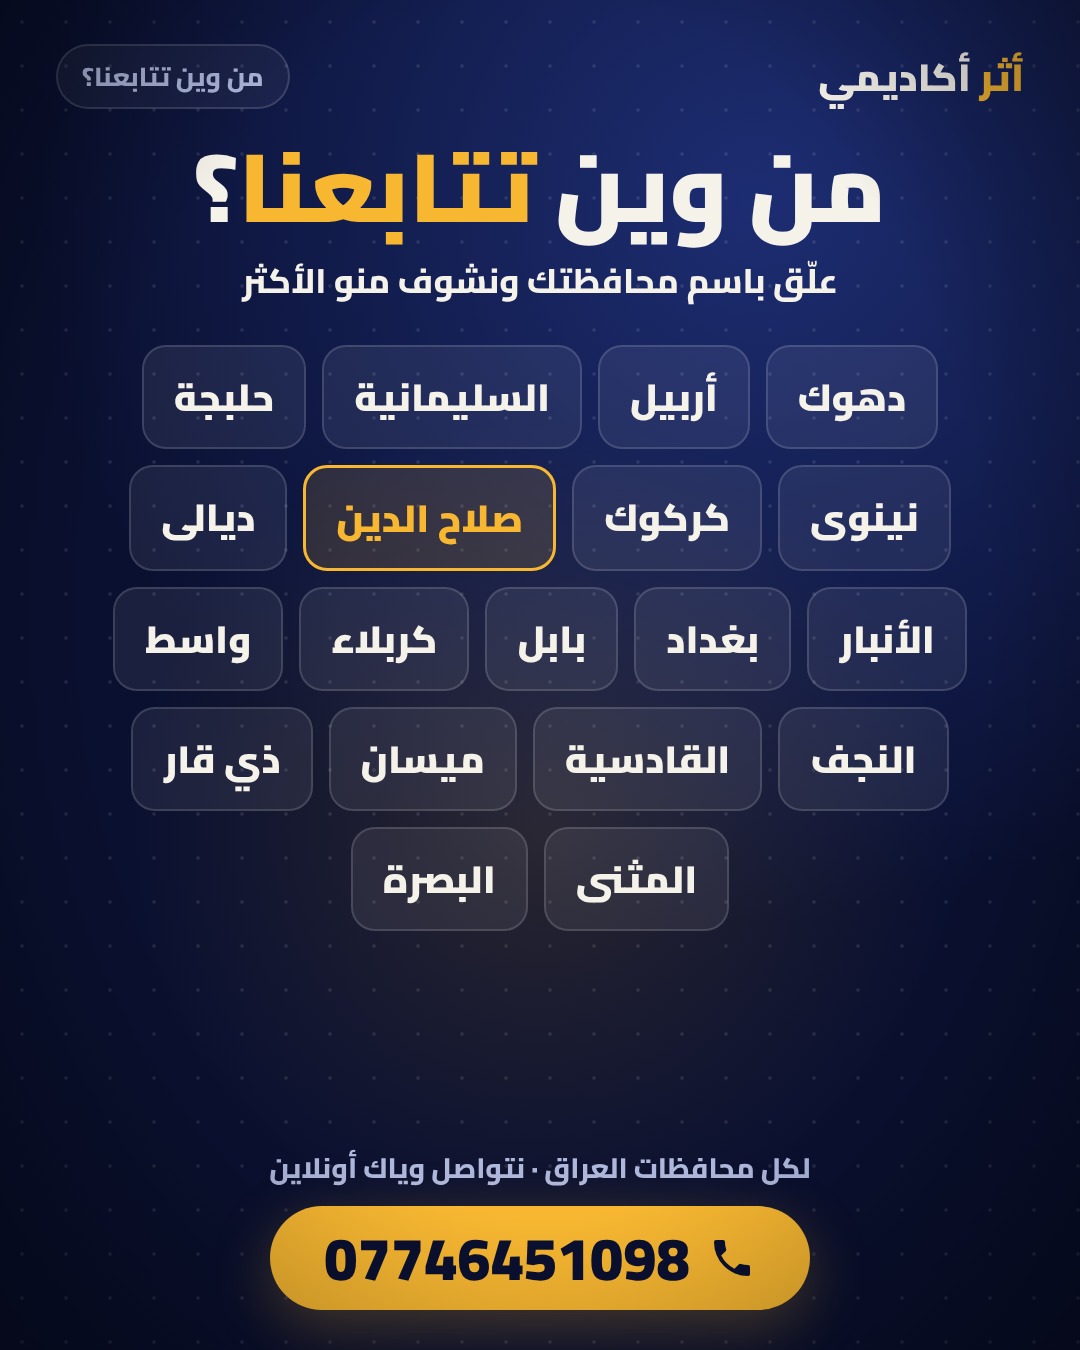 أثر أكاديمي
من وين تتابعنا؟
من وين تتابعنا؟
علّق باسم محافظتك ونشوف منو الأكثر
دهوك
أربيل
السليمانية
حلبجة
نينوى
كركوك
صلاح الدين
ديالى
الأنبار
بغداد
بابل
كربلاء
واسط
النجف
القادسية
ميسان
ذي قار
المثنى
البصرة
لكل محافظات العراق · نتواصل وياك أونلاين
07746451098